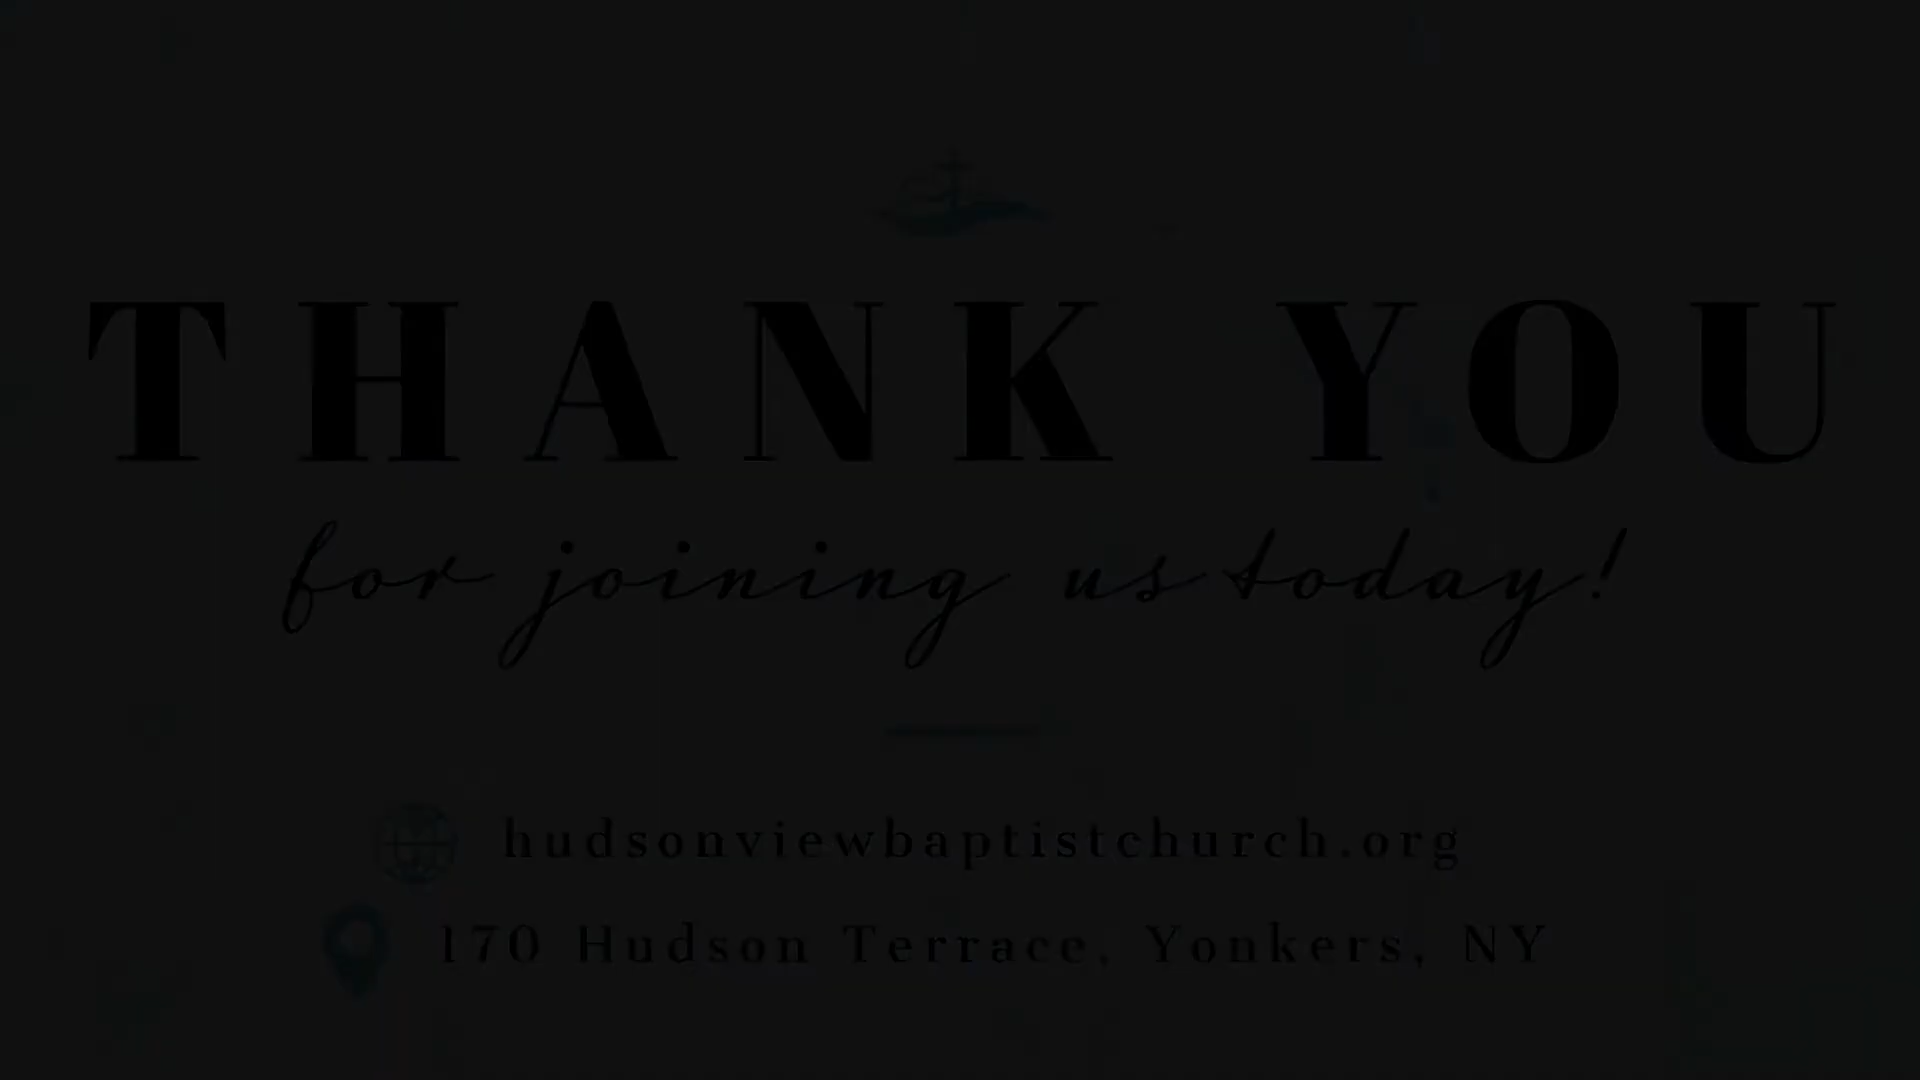 THANK YOU
for joining us today!
hudsonviewbaptistchurch.org
170 Hudson Terrace, Yonkers, NY